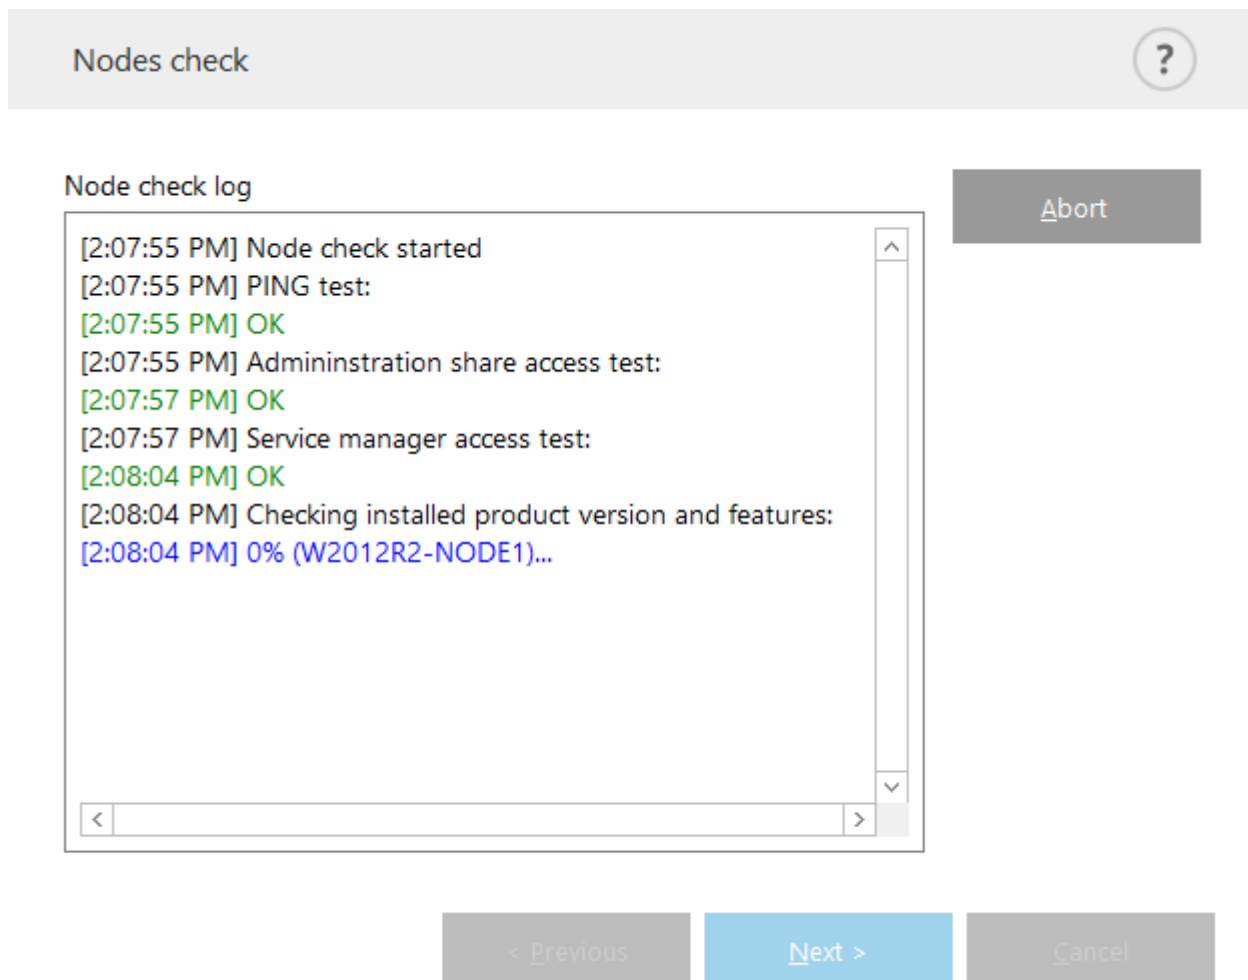 Nodes check
?
Node check log
Abort
[2:07:55 PM] Node check started
[2:07:55 PM] PING test:
[2:07:55 PM] OK
[2:07:55 PM] Admininstration share access test:
[2:07:57 PM] OK
[2:07:57 PM] Service manager access test:
[2:08:04 PM] OK
[2:08:04 PM] Checking installed product version and features:
[2:08:04 PM] 0% (W2012R2-NODE1)...
< Previous
Next >
Cancel